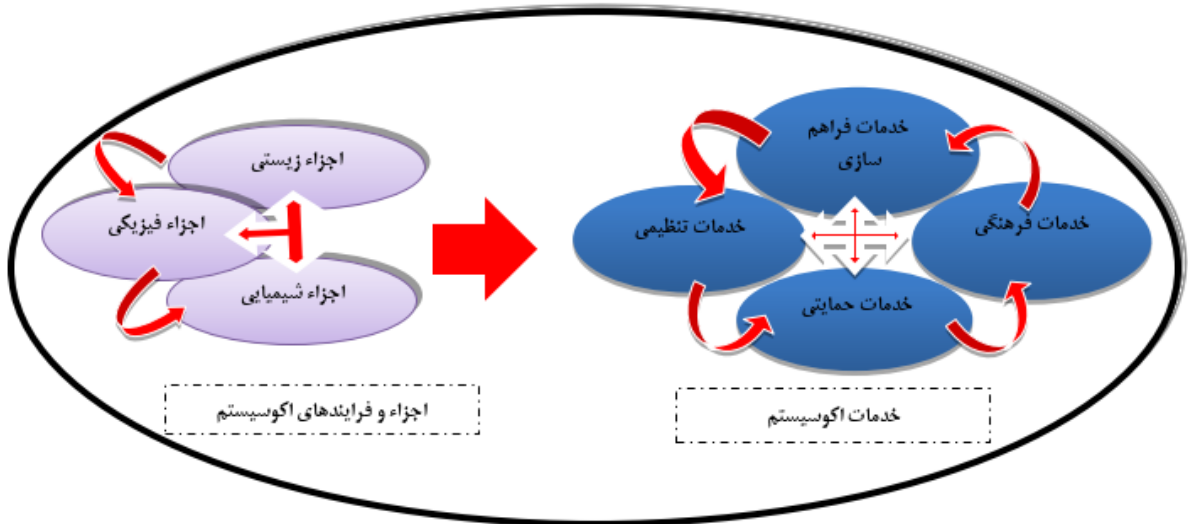 خدمات فراهم
سازی
خدمات تنظیمی
خدمات فرهنگی
خدمات حمایتی
خدمات اکوسیستم
اجزاء زیستی
اجزاء فیزیکی
اجزاء شیمیایی
اجزاء و فرایندهای اکوسیستم